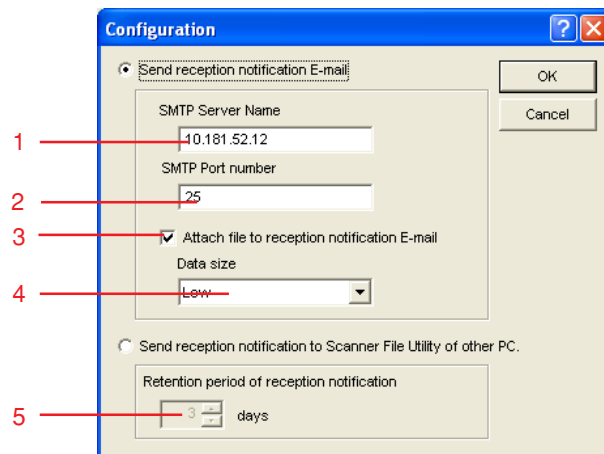 Configuration
Send reception notification E-mail
OK
SMTP Server Name
Cancel
1
10.181.52.12
SMTP Port number
2
25
3
Attach file to reception notification E-mail
Data size
4
Low
Send reception notification to Scanner File Utility of other PC.
Retention period of reception notification
5
3 days